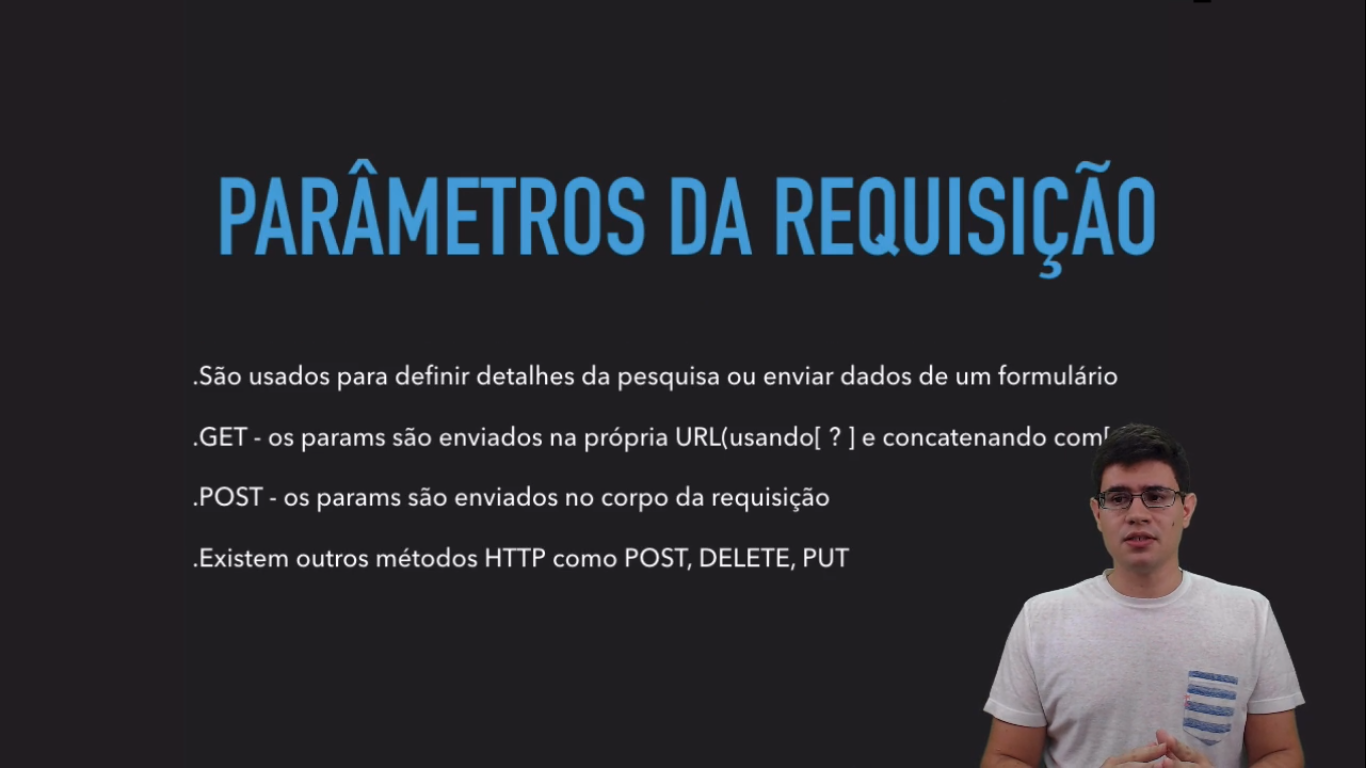 PARÂMETROS DA REQUISIÇÃO
.São usados para definir detalhes da pesquisa ou enviar dados de um formulário
.GET - os params são enviados na própria URL(usando[ ? ] e concatenando com[
.POST - os params são enviados no corpo da requisição
.Existem outros métodos HTTP como POST, DELETE, PUT